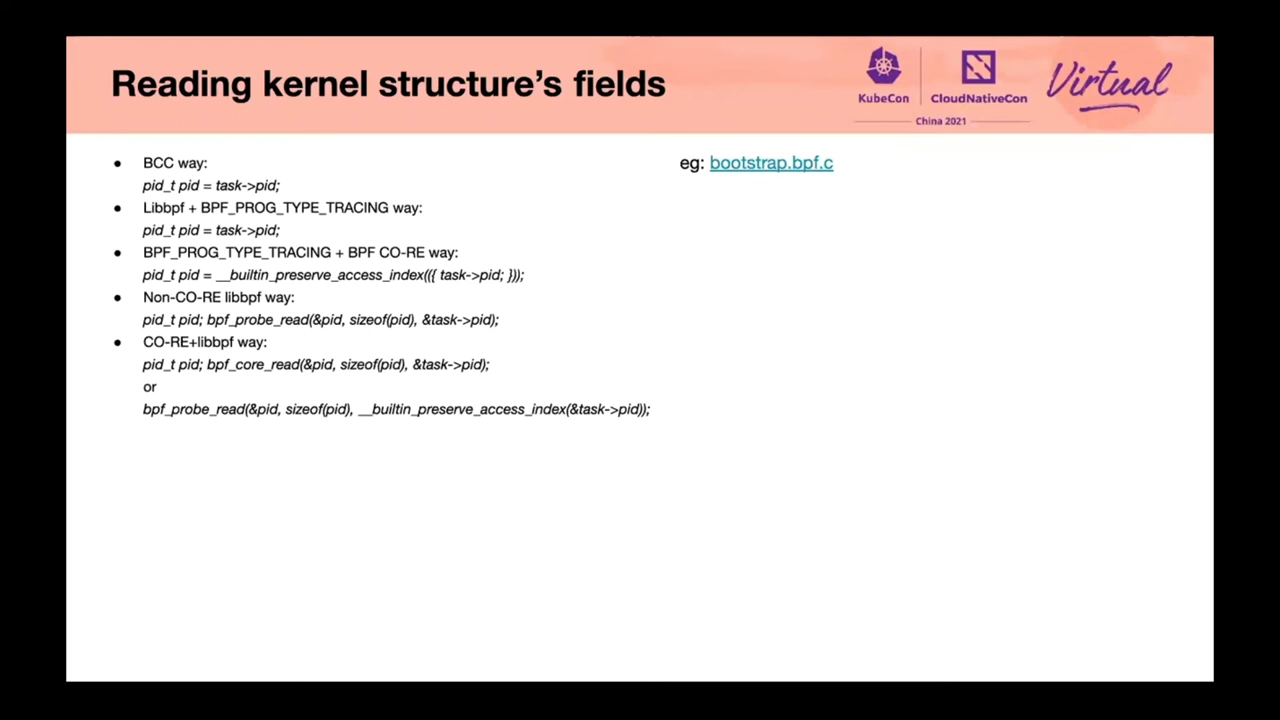 Reading kernel structure's fields
KubeCon
CloudNativeCon
China 2021
Virtual
● BCC way:
pid_t pid = task->pid;
● Libbpf + BPF_PROG_TYPE_TRACING way:
pid_t pid = task->pid;
● BPF_PROG_TYPE_TRACING + BPF CO-RE way:
pid_t pid = __builtin_preserve_access_index(({ task->pid; }));
● Non-CO-RE libbpf way:
pid_t pid; bpf_probe_read(&pid, sizeof(pid), &task->pid);
● CO-RE+libbpf way:
pid_t pid; bpf_core_read(&pid, sizeof(pid), &task->pid);
or
bpf_probe_read(&pid, sizeof(pid), __builtin_preserve_access_index(&task->pid));
eg: bootstrap.bpf.c